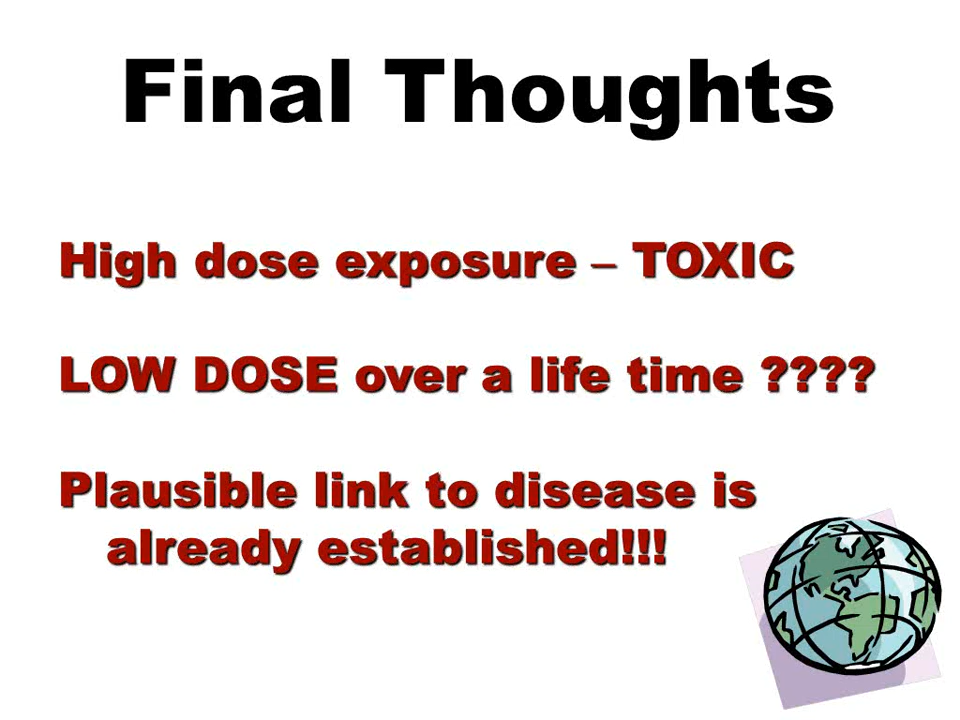 Final Thoughts
High dose exposure – TOXIC
LOW DOSE over a life time ????
Plausible link to disease is
already established!!!